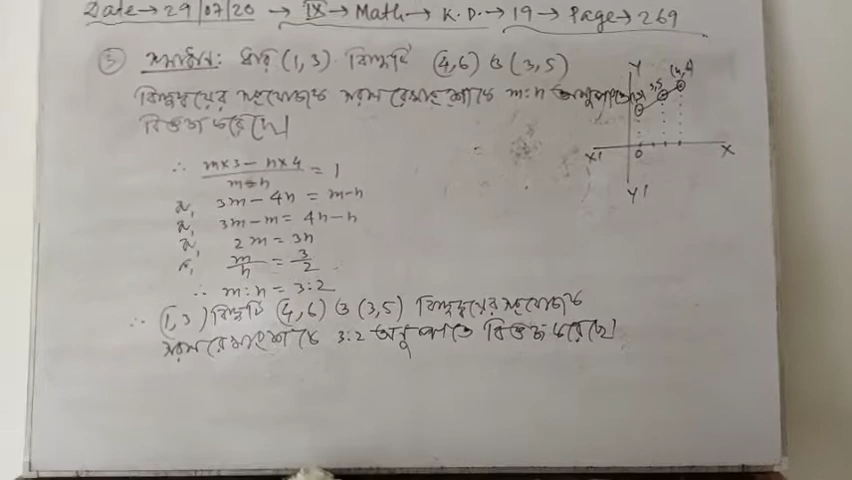 Date→29/07/20 → IX→Math→ K.D.→19→Page→269
③ সমাধান: ধরি (1,3) বিন্দুটি (4,6) ও (3,5)
বিন্দুদ্বয়ের সংযোজক সরলরেখাংশকে m:n অনুপাতে
বিভক্ত করেছে।
∴ m×3 – n×4 / m–n = 1
বা, 3m – 4n = m–n
বা, 3m – m = 4n – n
বা, 2m = 3n
বা, m/n = 3/2
∴ m:n = 3:2
∴ (1,3) বিন্দুটি (4,6) ও (3,5) বিন্দুদ্বয়ের সংযোজক
সরলরেখাংশকে 3:2 অনুপাতে বিভক্ত করেছে।
Y
3,5
X' O X
Y'